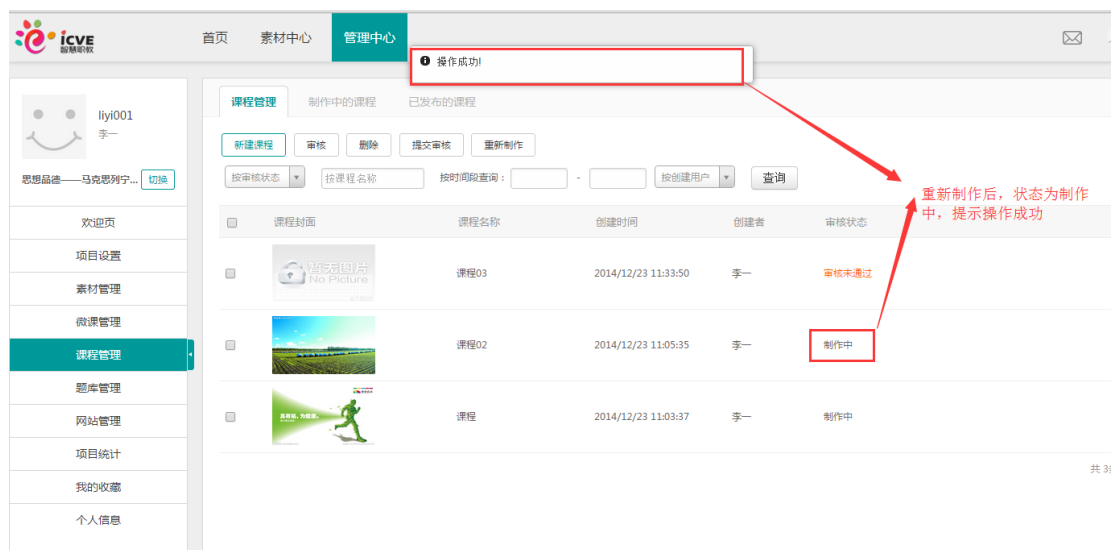 icve
智慧职教
首页 素材中心 管理中心
操作成功!
liyi001
李一
思想品德——马克思列宁... 切换
欢迎页
项目设置
素材管理
微课管理
课程管理
题库管理
网站管理
项目统计
我的收藏
个人信息
课程管理 制作中的课程 已发布的课程
新建课程 审核 删除 提交审核 重新制作
按审核状态 按课程名称 按时间段查询: - 按创建用户 查询
课程封面 课程名称 创建时间 创建者 审核状态
暂无图片
No Picture
课程03 2014/12/23 11:33:50 李一 审核未通过
课程02 2014/12/23 11:05:35 李一 制作中
课程 2014/12/23 11:03:37 李一 制作中
共 3
重新制作后，状态为制作
中，提示操作成功